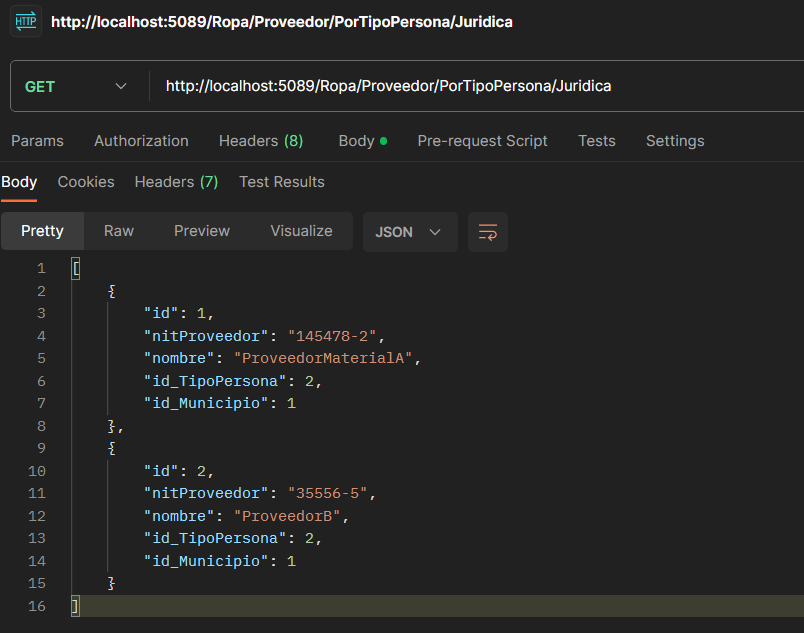 HTTP http://localhost:5089/Ropa/Proveedor/PorTipoPersona/Juridica
GET http://localhost:5089/Ropa/Proveedor/PorTipoPersona/Juridica
Params Authorization Headers (8) Body Pre-request Script Tests Settings
Body Cookies Headers (7) Test Results
Pretty Raw Preview Visualize JSON
1 [
2 {
3 "id": 1,
4 "nitProveedor": "145478-2",
5 "nombre": "ProveedorMaterialA",
6 "id_TipoPersona": 2,
7 "id_Municipio": 1
8 },
9 {
10 "id": 2,
11 "nitProveedor": "35556-5",
12 "nombre": "ProveedorB",
13 "id_TipoPersona": 2,
14 "id_Municipio": 1
15 }
16 ]